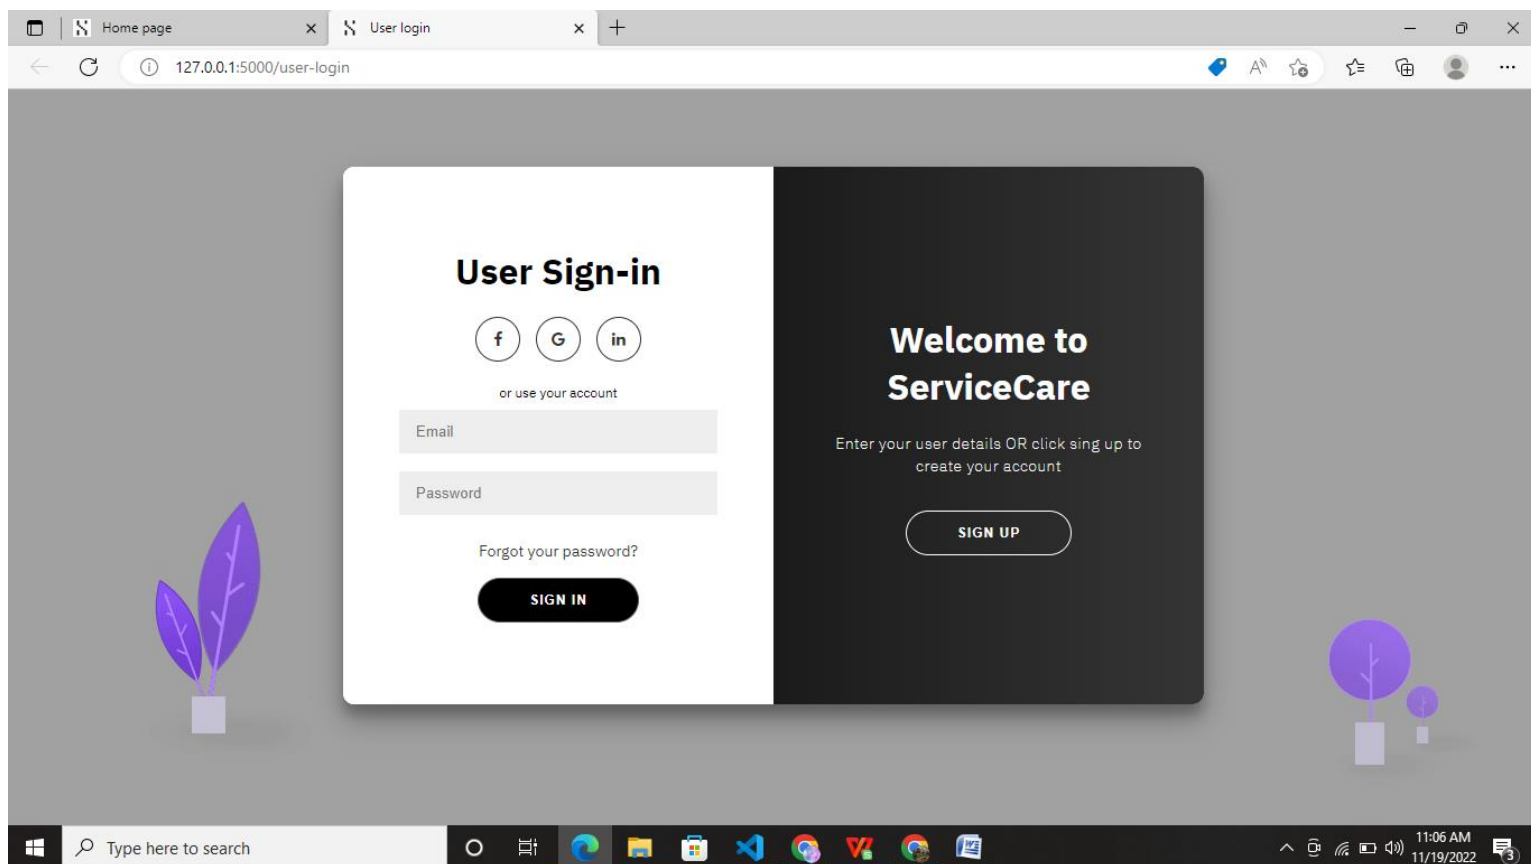 Home page
User login
127.0.0.1:5000/user-login
User Sign-in
f G in
or use your account
Email
Password
Forgot your password?
SIGN IN
Welcome to
ServiceCare
Enter your user details OR click sing up to
create your account
SIGN UP
Type here to search
11:06 AM
11/19/2022
3